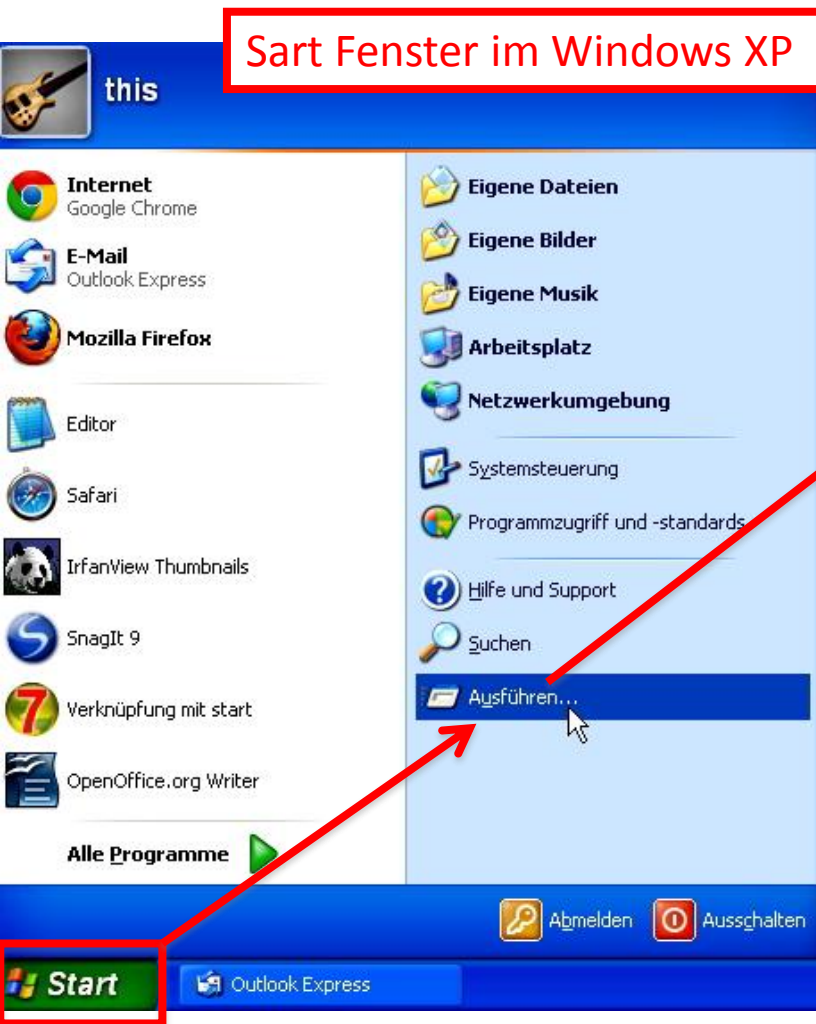 Sart Fenster im Windows XP
this
Internet
Google Chrome
E-Mail
Outlook Express
Mozilla Firefox
Editor
Safari
IrfanView Thumbnails
SnagIt 9
7
Verknüpfung mit start
OpenOffice.org Writer
Alle Programme
Eigene Dateien
Eigene Bilder
Eigene Musik
Arbeitsplatz
Netzwerkumgebung
Systemsteuerung
Programmzugriff und -standards
Hilfe und Support
Suchen
Ausführen...
Abmelden
Ausschalten
Start
Outlook Express